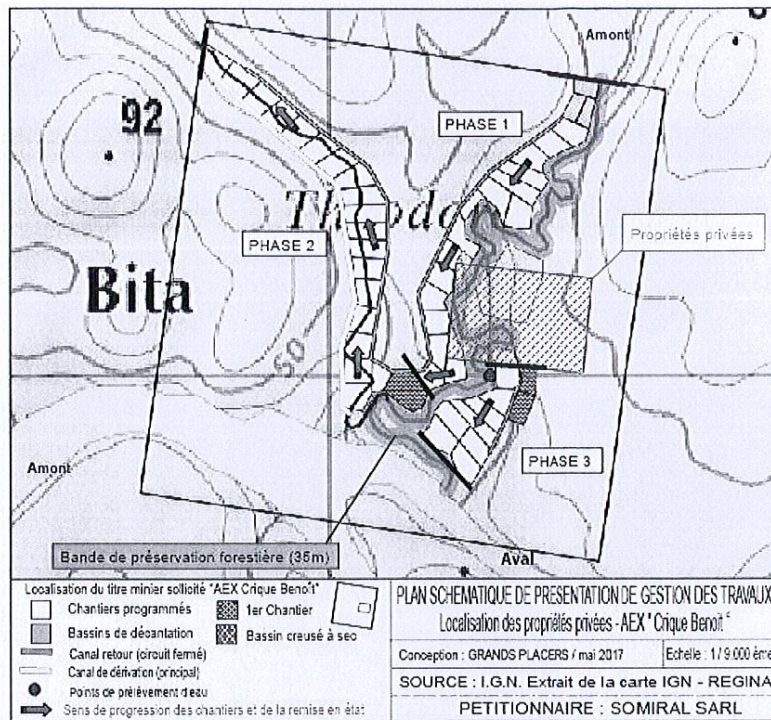 Amont
92
PHASE 1
PHASE 2
Propriétés privées
Bita
50
PHASE 3
Amont
Aval
Bande de préservation forestière (35m)
Localisation du titre minier sollicité "AEX Crique Benoit"
Chantiers programmés
1er Chantier
Bassins de décantation
Bassin creusé à sec
Canal retour (circuit fermé)
Canal de dérivation (principal)
Points de prélèvement d'eau
Sens de progression des chantiers et de la remise en état
PLAN SCHEMATIQUE DE PRESENTATION DE GESTION DES TRAVAUX
Localisation des propriétés privées - AEX " Crique Benoit "
Conception : GRANDS PLACERS / mai 2017
Echelle : 1/ 9.000 ème
SOURCE : I.G.N. Extrait de la carte IGN - REGINA
PETITIONNAIRE : SOMIRAL SARL